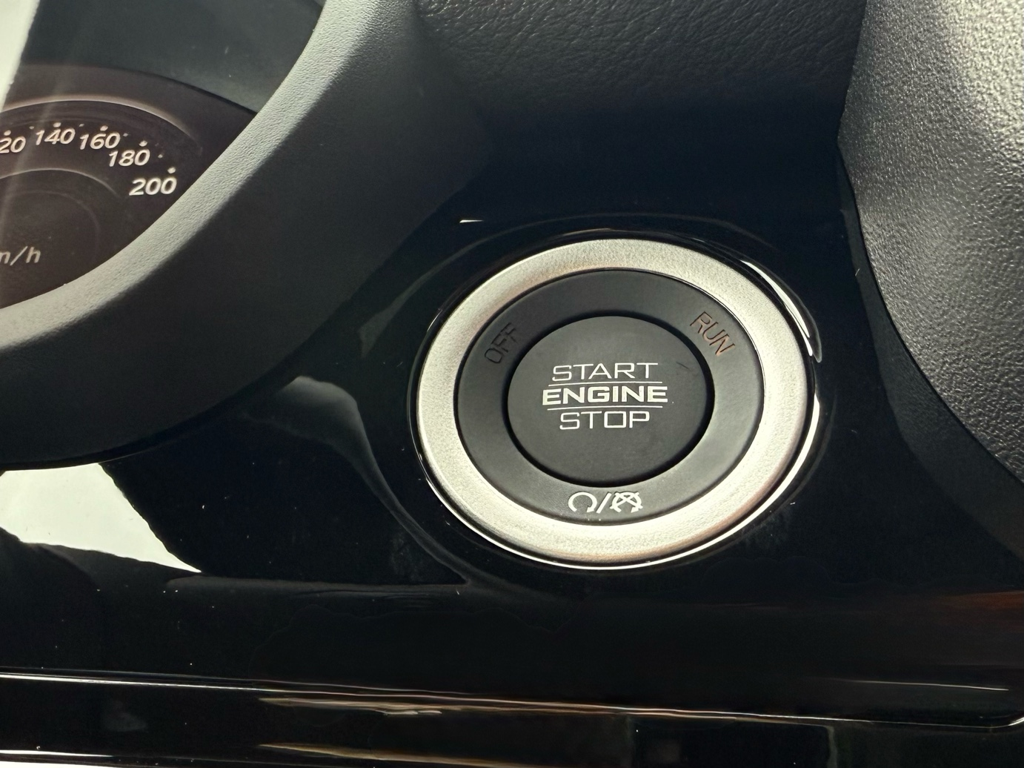 20 140 160 180 200
m/h
OFF RUN
START
ENGINE
STOP